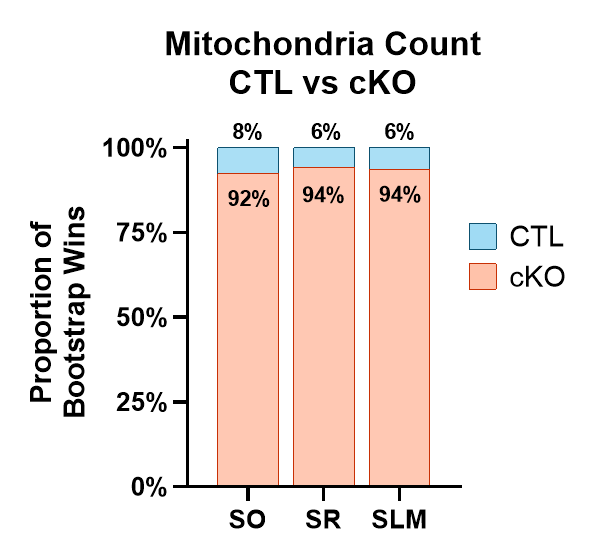 Mitochondria Count
CTL vs cKO
8% 6% 6%
100%
92% 94% 94%
75%
50%
25%
0%
Proportion of
Bootstrap Wins
SO SR SLM
CTL
cKO